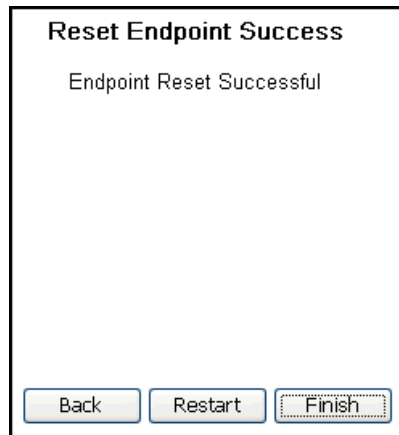 Reset Endpoint Success
Endpoint Reset Successful
Back Restart Finish